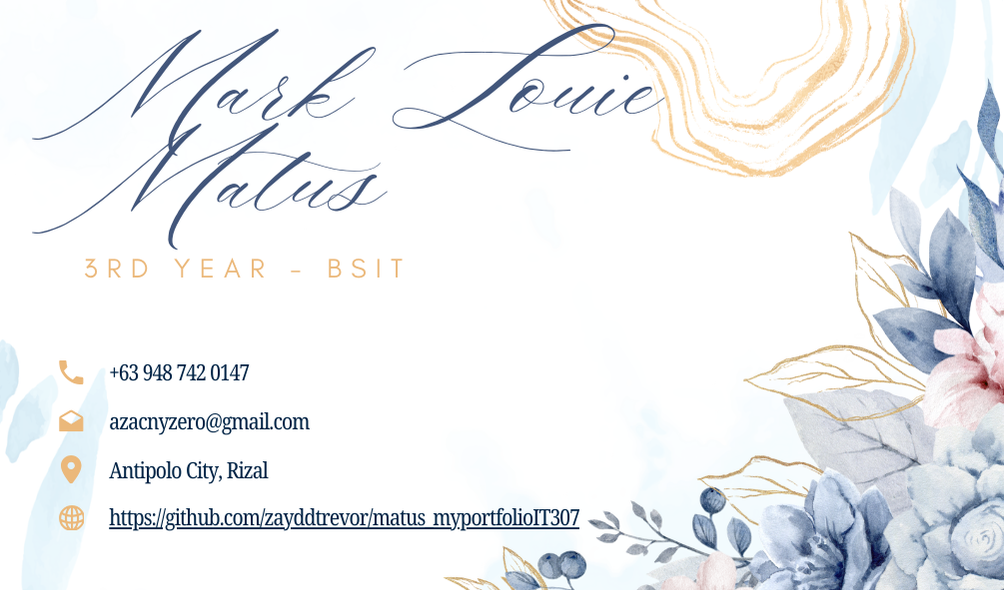 Mark Louie
Matus
3RD YEAR - BSIT
+63 948 742 0147
azacnyzero@gmail.com
Antipolo City, Rizal
https://github.com/zayddtrevor/matus_myportfolioIT307